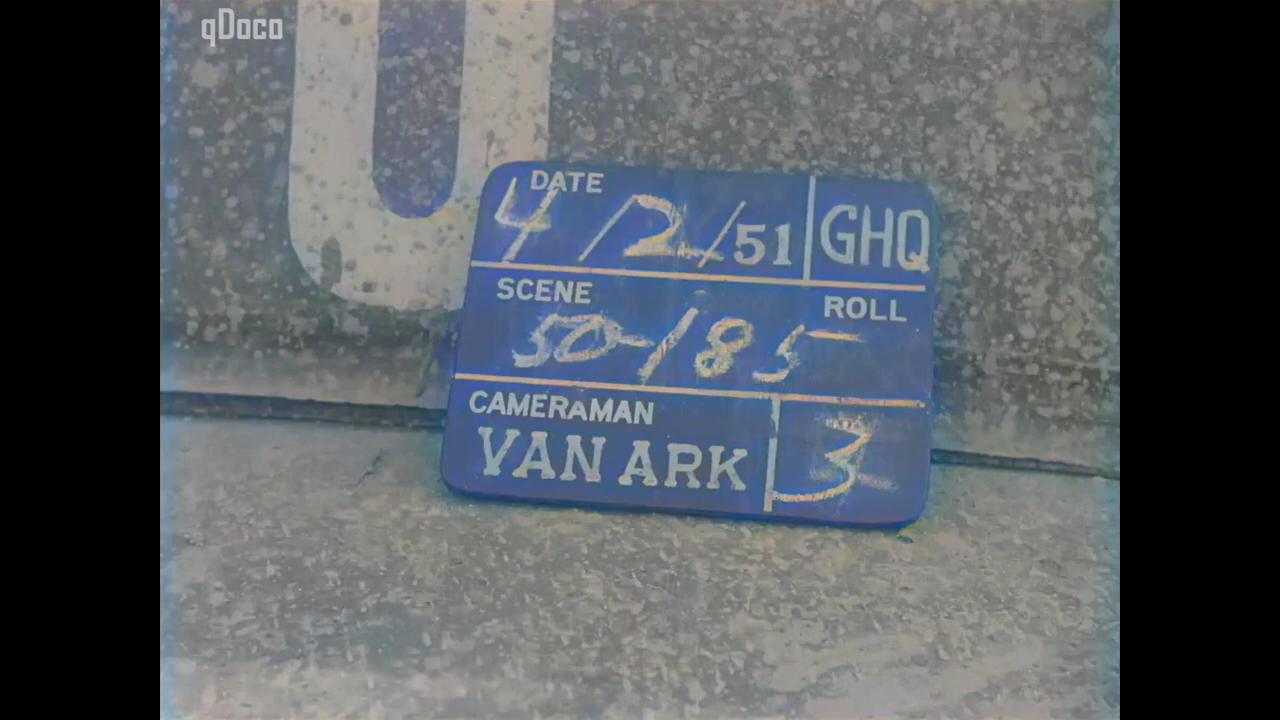 qDoco
DATE
4/2/51 GHQ
SCENE ROLL
50-185
CAMERAMAN
VAN ARK 3